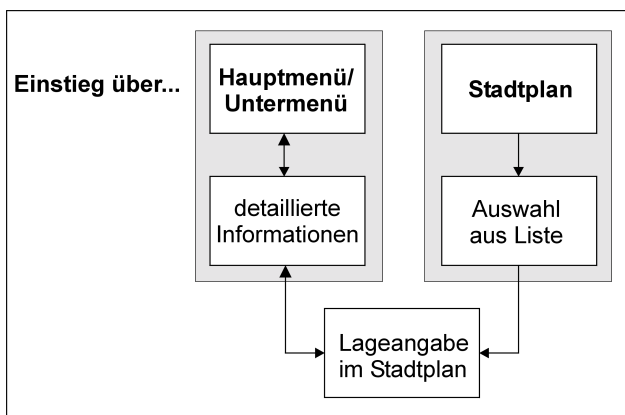 Einstieg über...
Hauptmenü/
Untermenü
detaillierte
Informationen
Stadtplan
Auswahl
aus Liste
Lageangabe
im Stadtplan